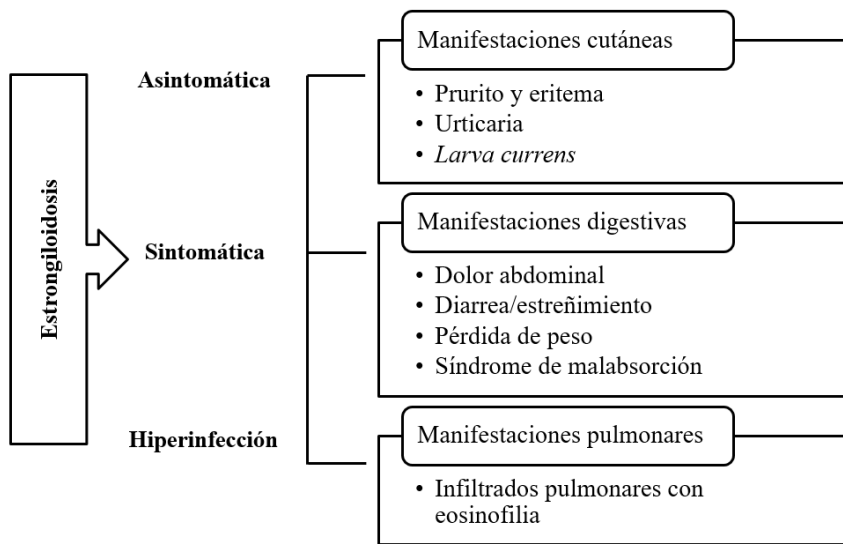 Estrongiloidosis
Asintomática
Sintomática
Hiperinfección
Manifestaciones cutáneas
• Prurito y eritema
• Urticaria
• Larva currens
Manifestaciones digestivas
• Dolor abdominal
• Diarrea/estreñimiento
• Pérdida de peso
• Síndrome de malabsorción
Manifestaciones pulmonares
• Infiltrados pulmonares con
eosinofilia